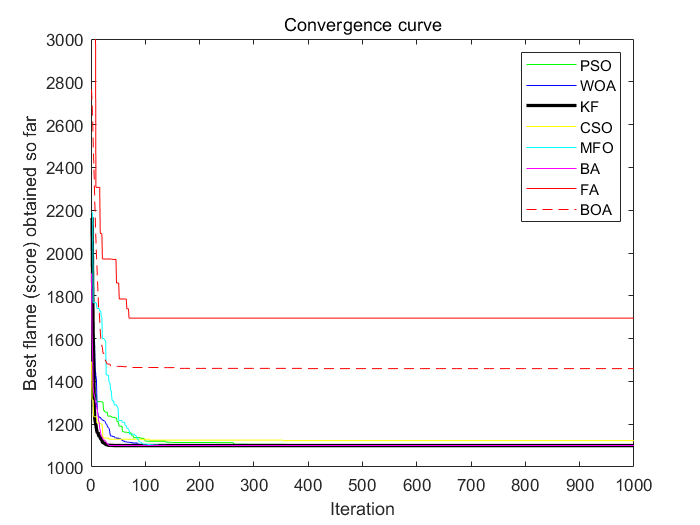 Convergence curve
Best flame (score) obtained so far
3000
2800
2600
2400
2200
2000
1800
1600
1400
1200
1000
PSO
WOA
KF
CSO
MFO
BA
FA
BOA
0 100 200 300 400 500 600 700 800 900 1000
Iteration